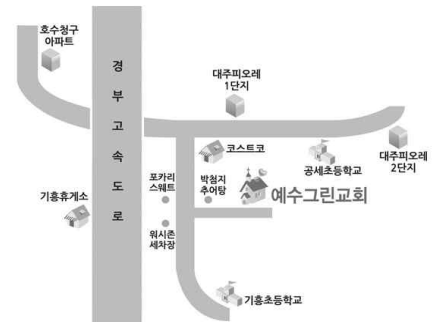 호수청구
아파트
경
부
고
속
도
로
대주피오레
1단지
코스트코
공세초등학교
대주피오레
2단지
포카리
스웨트
박첨지
추어탕
예수그린교회
기흥휴게소
워시존
세차장
기흥초등학교